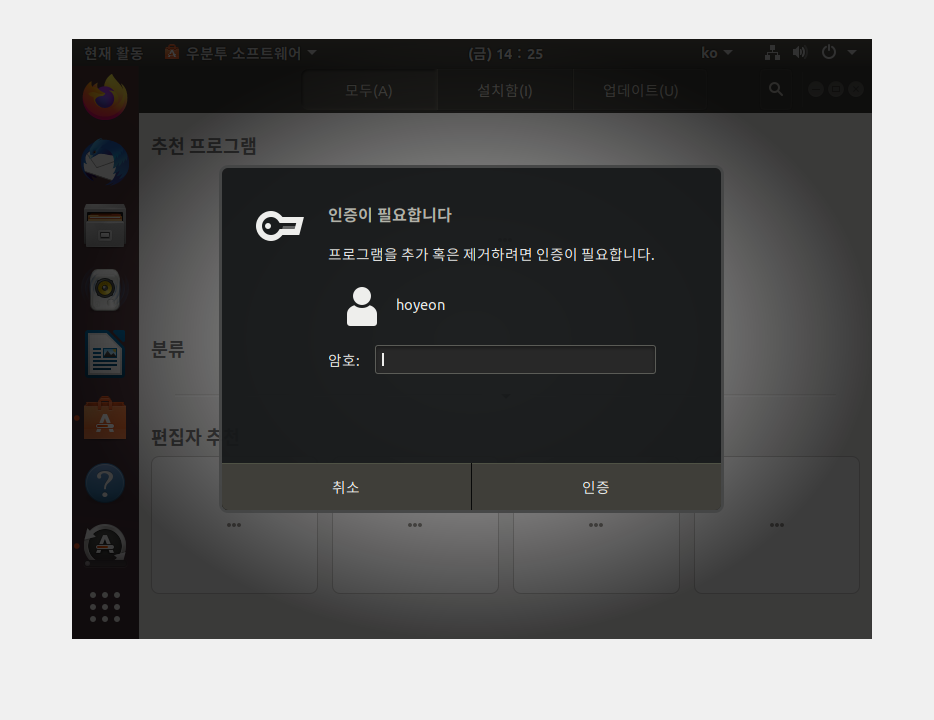 현재 활동
우분투 소프트웨어
(금) 14 : 25
ko
모두(A)
설치함(I)
업데이트(U)
추천 프로그램
인증이 필요합니다
프로그램을 추가 혹은 제거하려면 인증이 필요합니다.
hoyeon
분류
암호:
편집자 추천
취소
인증